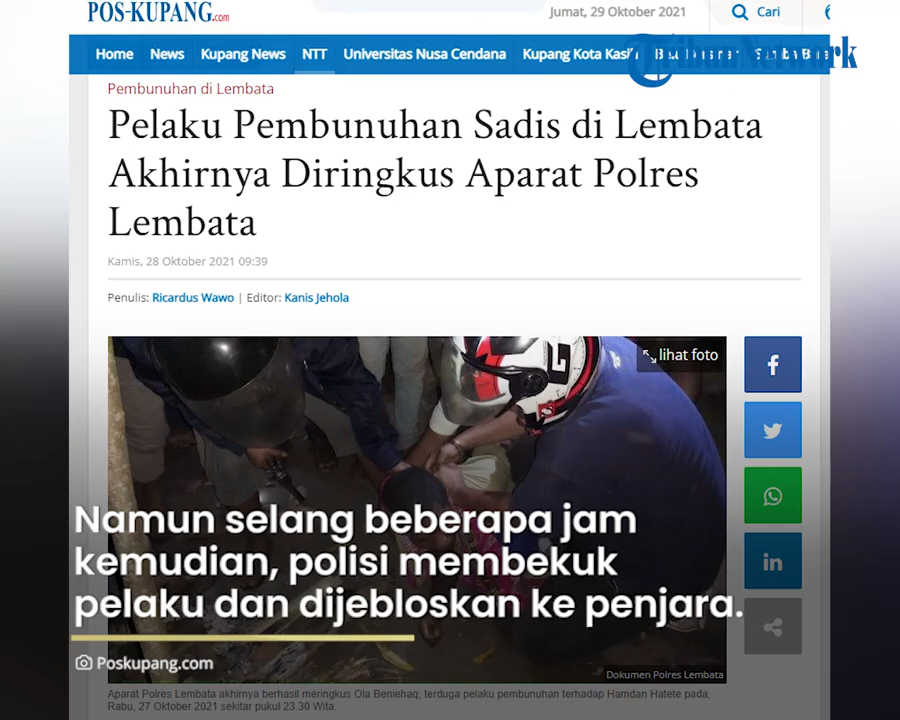 POS-KUPANG.com
Jumat, 29 Oktober 2021
Cari
Home News Kupang News NTT Universitas Nusa Cendana Kupang Kota Kasih
Tribun Network
Pembunuhan di Lembata
Pelaku Pembunuhan Sadis di Lembata
Akhirnya Diringkus Aparat Polres
Lembata
Kamis, 28 Oktober 2021 09:39
Penulis: Ricardus Wawo | Editor: Kanis Jehola
lihat foto
G
Namun selang beberapa jam
kemudian, polisi membekuk
pelaku dan dijebloskan ke penjara.
Poskupang.com
Dokumen Polres Lembata
Aparat Polres Lembata akhirnya berhasil meringkus Ola Beniehaq, terduga pelaku pembunuhan terhadap Hamdan Hatete pada,
Rabu, 27 Oktober 2021 sekitar pukul 23.30 Wita.